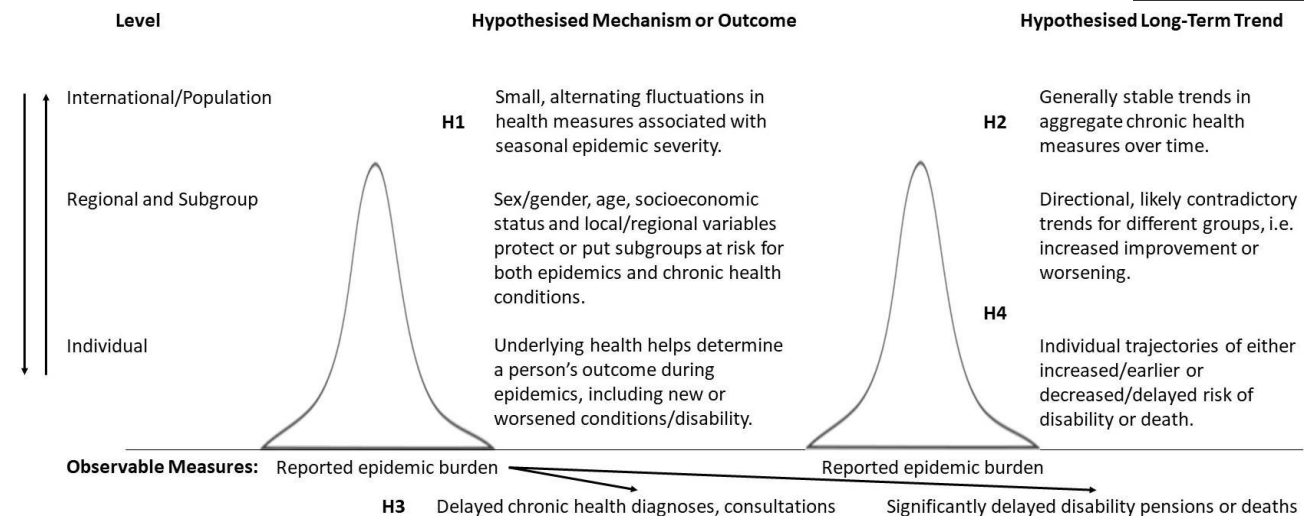 Level
Hypothesised Mechanism or Outcome
Hypothesised Long-Term Trend
International/Population
H1
Small, alternating fluctuations in
health measures associated with
seasonal epidemic severity.
H2
Generally stable trends in
aggregate chronic health
measures over time.
Regional and Subgroup
Sex/gender, age, socioeconomic
status and local/regional variables
protect or put subgroups at risk for
both epidemics and chronic health
conditions.
Directional, likely contradictory
trends for different groups, i.e.
increased improvement or
worsening.
H4
Individual
Underlying health helps determine
a person's outcome during
epidemics, including new or
worsened conditions/disability.
Individual trajectories of either
increased/earlier or
decreased/delayed risk of
disability or death.
Observable Measures: Reported epidemic burden
Reported epidemic burden
H3 Delayed chronic health diagnoses, consultations
Significantly delayed disability pensions or deaths